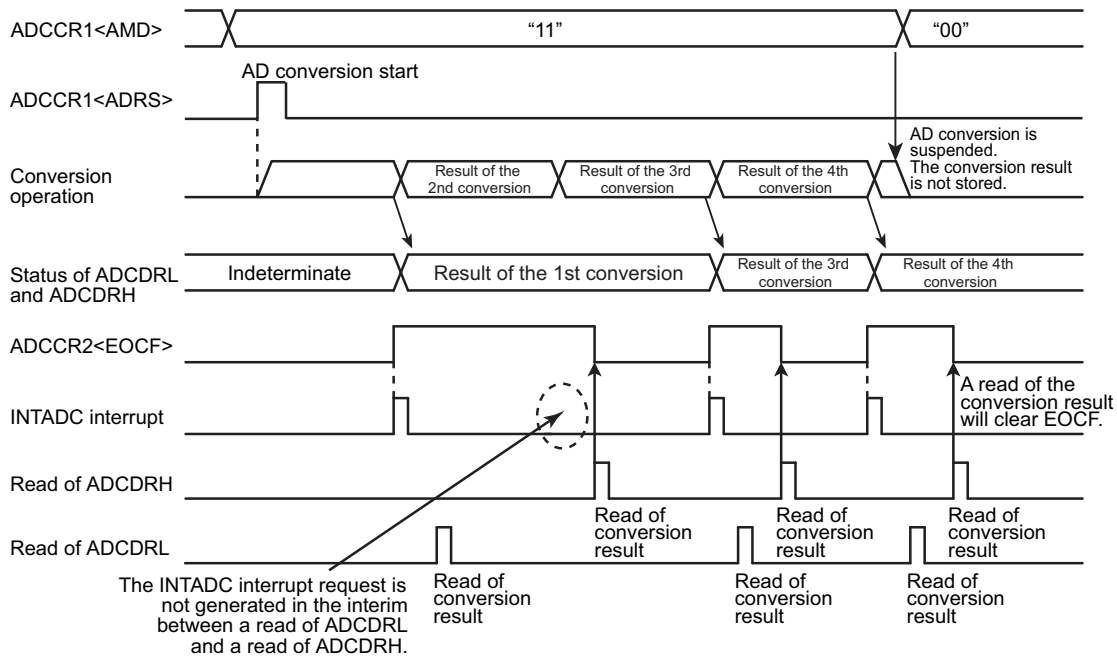 ADCCR1<AMD>
“11”
“00”
AD conversion start
ADCCR1<ADRS>
AD conversion is
suspended.
The conversion result
is not stored.
Conversion
operation
Result of the
2nd conversion
Result of the 3rd
conversion
Result of the 4th
conversion
Status of ADCDRL
and ADCDRH
Indeterminate
Result of the 1st conversion
Result of the 3rd
conversion
Result of the 4th
conversion
ADCCR2<EOCF>
A read of the
conversion result
will clear EOCF.
INTADC interrupt
Read of ADCDRH
Read of
conversion
result
Read of
conversion
result
Read of
conversion
result
Read of ADCDRL
Read of
conversion
result
Read of
conversion
result
Read of
conversion
result
The INTADC interrupt request is
not generated in the interim
between a read of ADCDRL
and a read of ADCDRH.